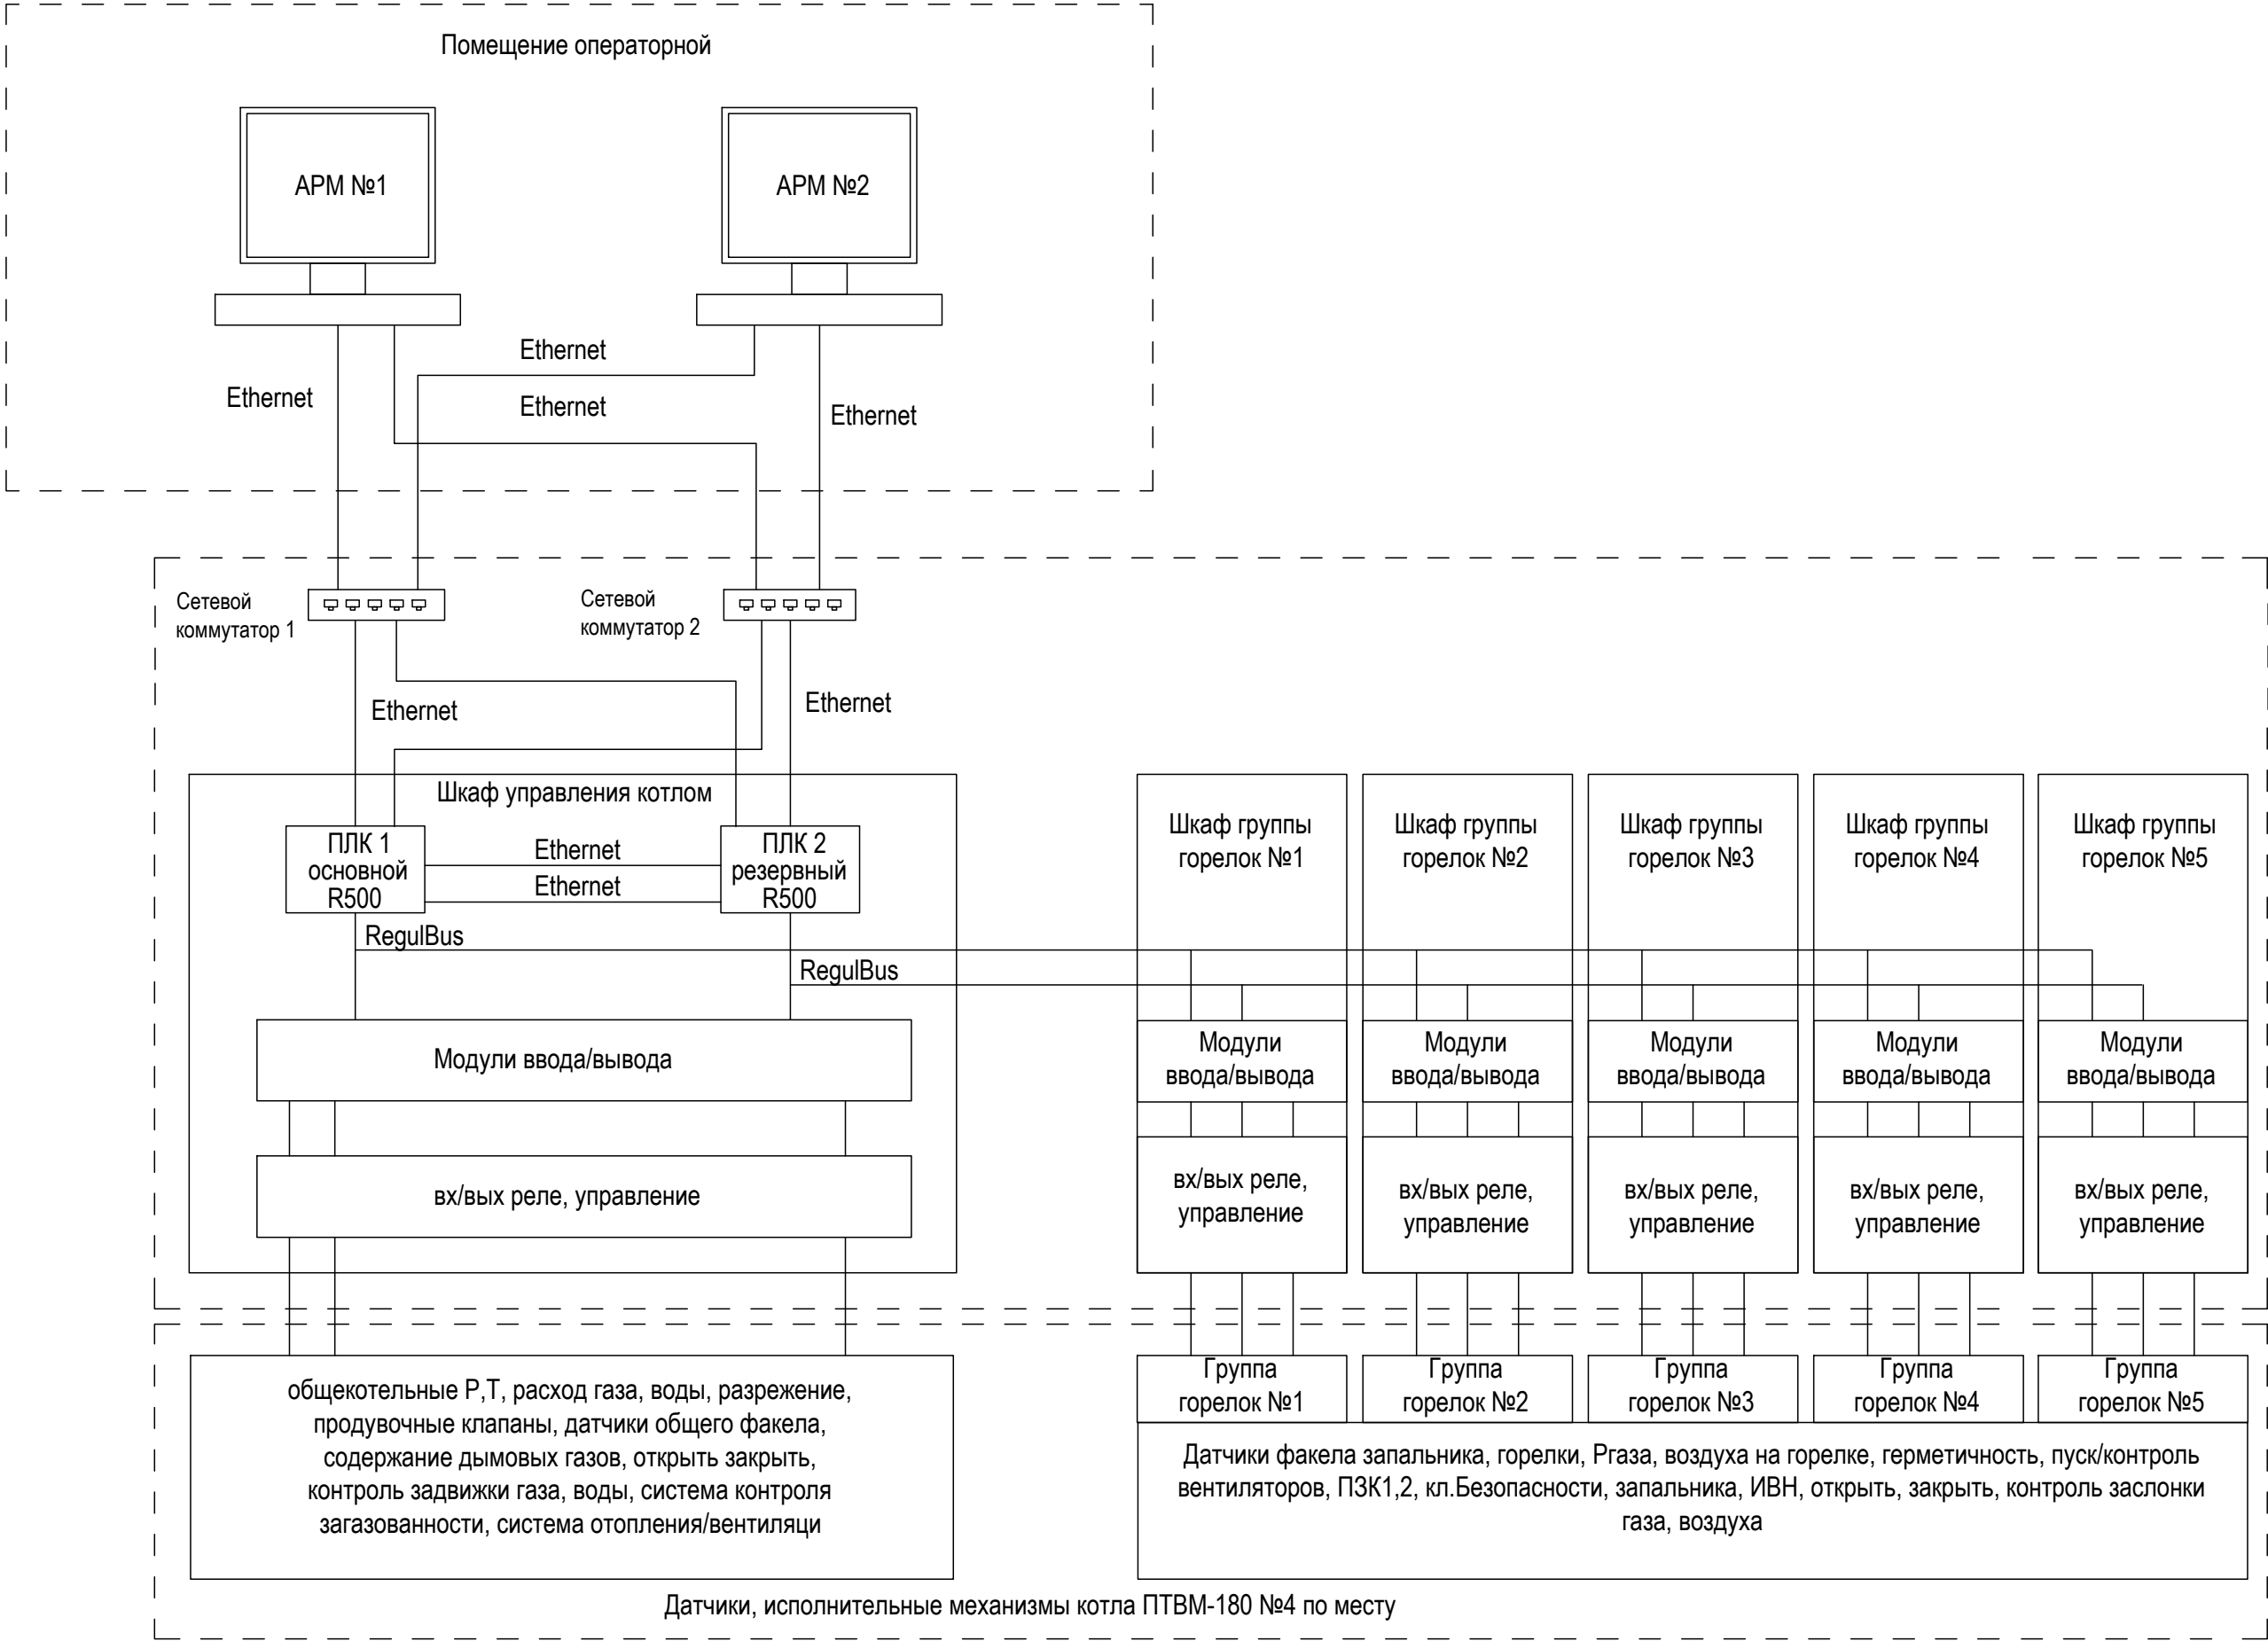 Помещение операторной
АРМ №1
АРМ №2
Ethernet
Ethernet
Ethernet
Ethernet
Сетевой
коммутатор 1
Сетевой
коммутатор 2
Ethernet
Ethernet
Шкаф управления котлом
ПЛК 1
основной
R500
Ethernet
Ethernet
ПЛК 2
резервный
R500
RegulBus
RegulBus
Модули ввода/вывода
вх/вых реле, управление
Шкаф группы
горелок №1
Шкаф группы
горелок №2
Шкаф группы
горелок №3
Шкаф группы
горелок №4
Шкаф группы
горелок №5
Модули
ввода/вывода
Модули
ввода/вывода
Модули
ввода/вывода
Модули
ввода/вывода
Модули
ввода/вывода
вх/вых реле,
управление
вх/вых реле,
управление
вх/вых реле,
управление
вх/вых реле,
управление
вх/вых реле,
управление
общекотельные Р,Т, расход газа, воды, разрежение,
продувочные клапаны, датчики общего факела,
содержание дымовых газов, открыть закрыть,
контроль задвижки газа, воды, система контроля
загазованности, система отопления/вентиляци
Группа
горелок №1
Группа
горелок №2
Группа
горелок №3
Группа
горелок №4
Группа
горелок №5
Датчики факела запальника, горелки, Ргаза, воздуха на горелке, герметичность, пуск/контроль
вентиляторов, ПЗК1,2, кл.Безопасности, запальника, ИВН, открыть, закрыть, контроль заслонки
газа, воздуха
Датчики, исполнительные механизмы котла ПТВМ-180 №4 по месту